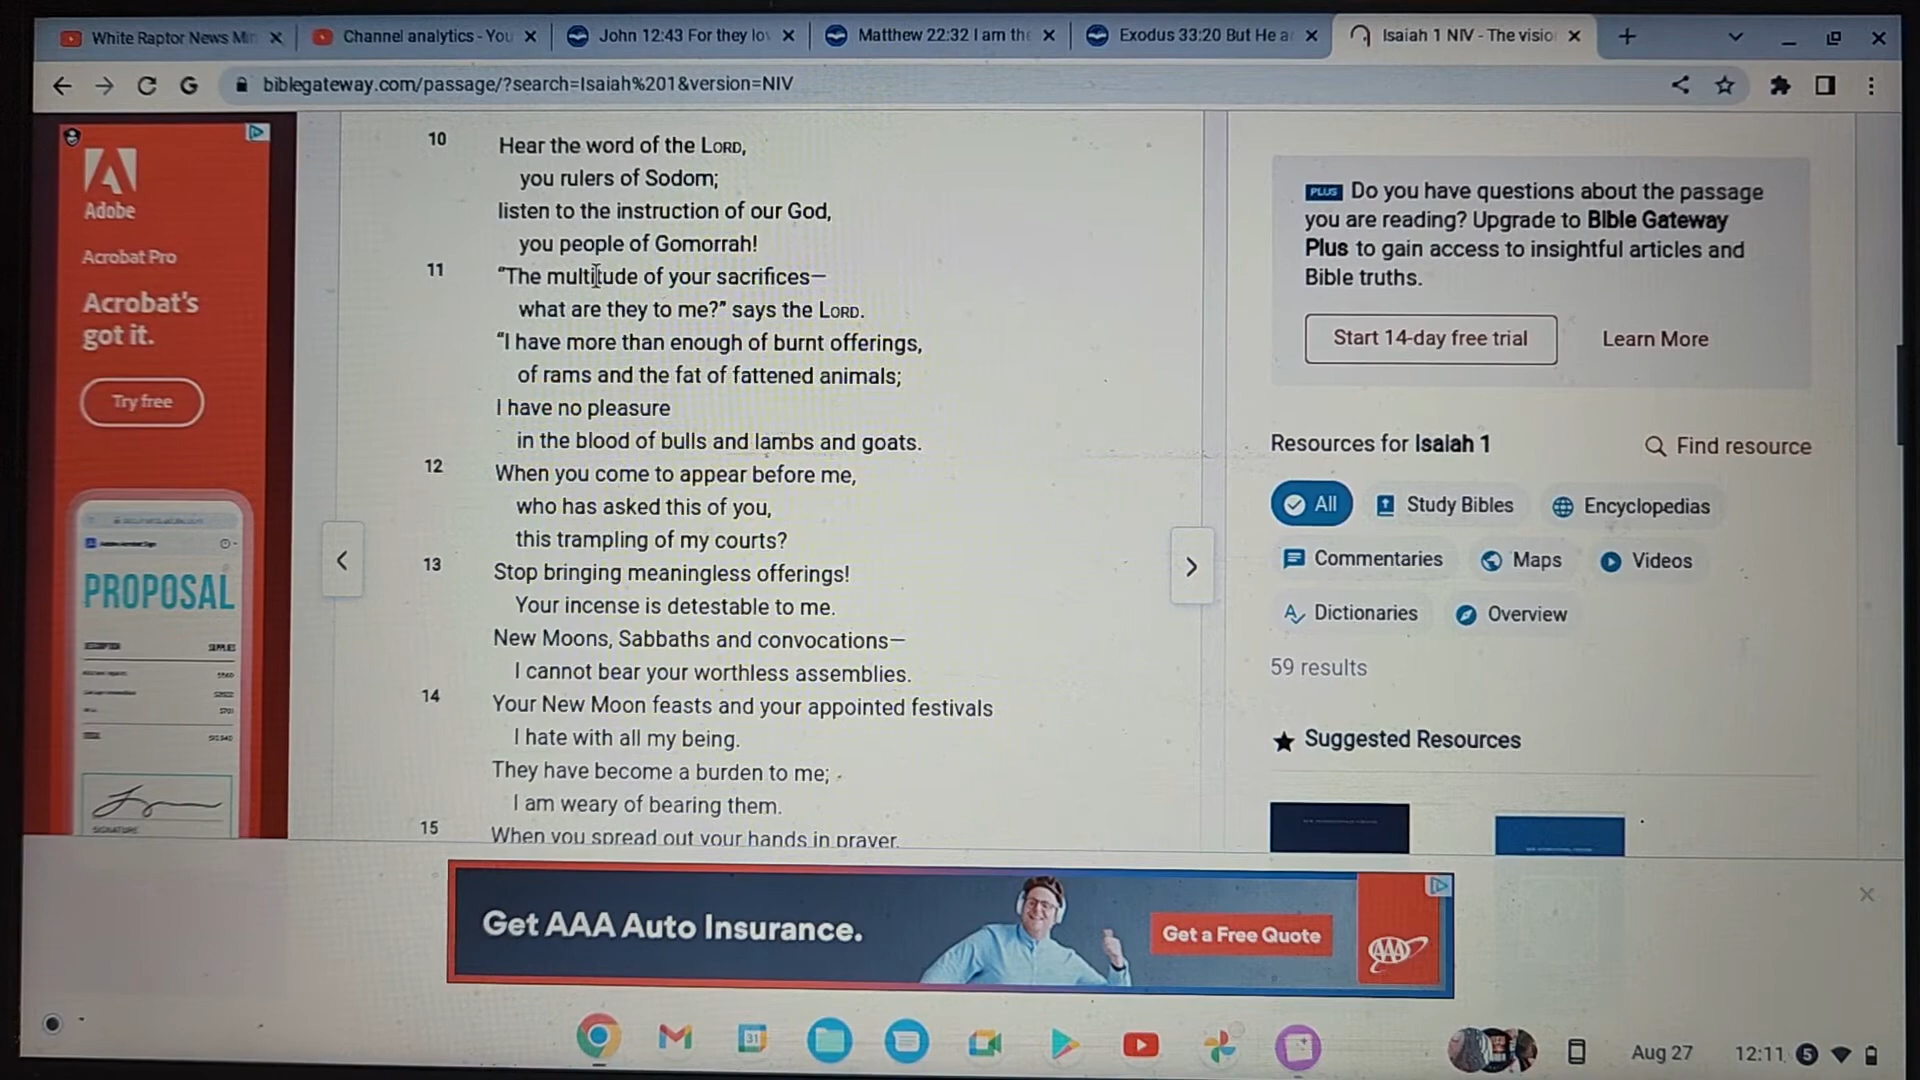 White Raptor News Min
Channel analytics - You
John 12:43 For they lov
Matthew 22:32 I am the
Exodus 33:20 But He a
Isaiah 1 NIV - The visio
biblegateway.com/passage/?search=Isaiah%201&version=NIV
Adobe
Acrobat Pro
Acrobat's
got it.
Try free
PROPOSAL
SIGNATURE
10 Hear the word of the LORD,
you rulers of Sodom;
listen to the instruction of our God,
you people of Gomorrah!
11 “The multitude of your sacrifices—
what are they to me?” says the LORD.
“I have more than enough of burnt offerings,
of rams and the fat of fattened animals;
I have no pleasure
in the blood of bulls and lambs and goats.
12 When you come to appear before me,
who has asked this of you,
this trampling of my courts?
13 Stop bringing meaningless offerings!
Your incense is detestable to me.
New Moons, Sabbaths and convocations—
I cannot bear your worthless assemblies.
14 Your New Moon feasts and your appointed festivals
I hate with all my being.
They have become a burden to me;
I am weary of bearing them.
15 When you spread out your hands in prayer,
PLUS Do you have questions about the passage
you are reading? Upgrade to Bible Gateway
Plus to gain access to insightful articles and
Bible truths.
Start 14-day free trial
Learn More
Resources for Isaiah 1
Find resource
All
Study Bibles
Encyclopedias
Commentaries
Maps
Videos
Dictionaries
Overview
59 results
Suggested Resources
Get AAA Auto Insurance.
Get a Free Quote
AAA
31
Aug 27
12:11
5